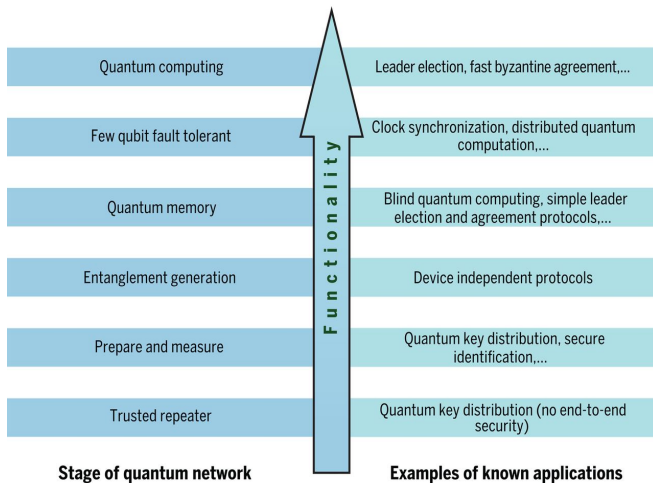 Quantum computing
Leader election, fast byzantine agreement,...
Few qubit fault tolerant
Clock synchronization, distributed quantum
computation,...
Quantum memory
Blind quantum computing, simple leader
election and agreement protocols,...
Entanglement generation
Device independent protocols
Prepare and measure
Quantum key distribution, secure
identification,...
Trusted repeater
Quantum key distribution (no end-to-end
security)
Functionality
Stage of quantum network
Examples of known applications